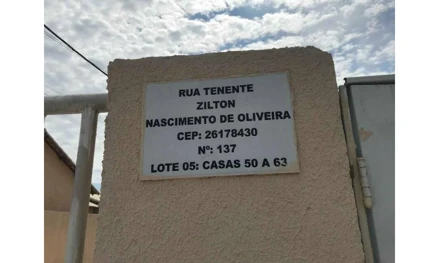 RUA TENENTE
ZILTON
NASCIMENTO DE OLIVEIRA
CEP: 26178430
Nº: 137
LOTE 05: CASAS 50 A 63